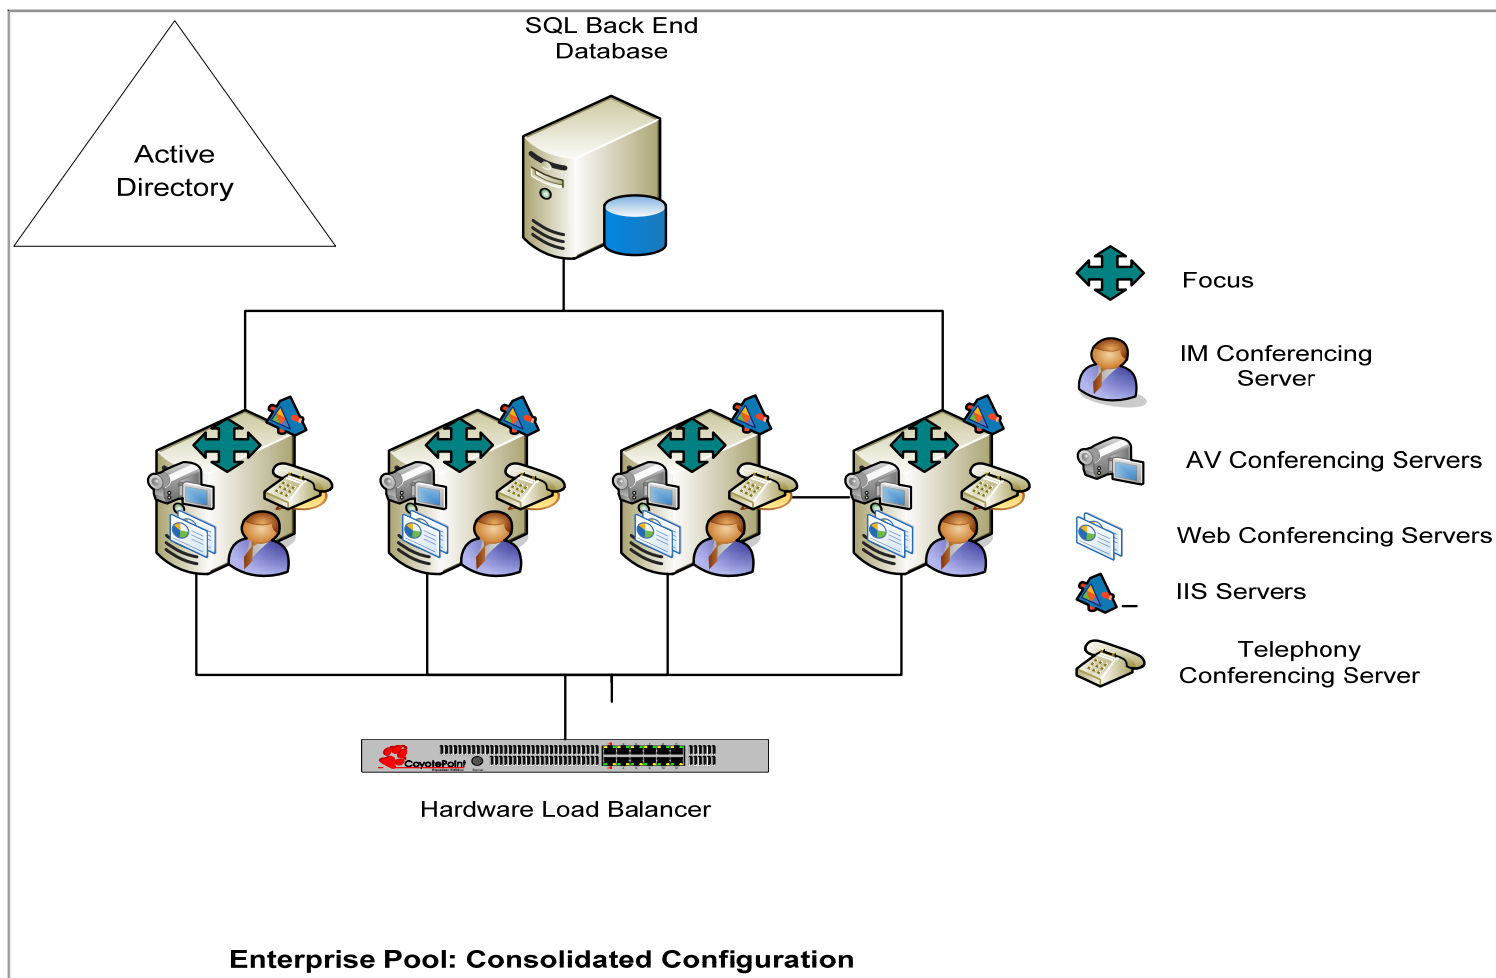 SQL Back End
Database
Active
Directory
Focus
IM Conferencing
Server
AV Conferencing Servers
Web Conferencing Servers
IIS Servers
Telephony
Conferencing Server
CoyotePoint
Hardware Load Balancer
Enterprise Pool: Consolidated Configuration